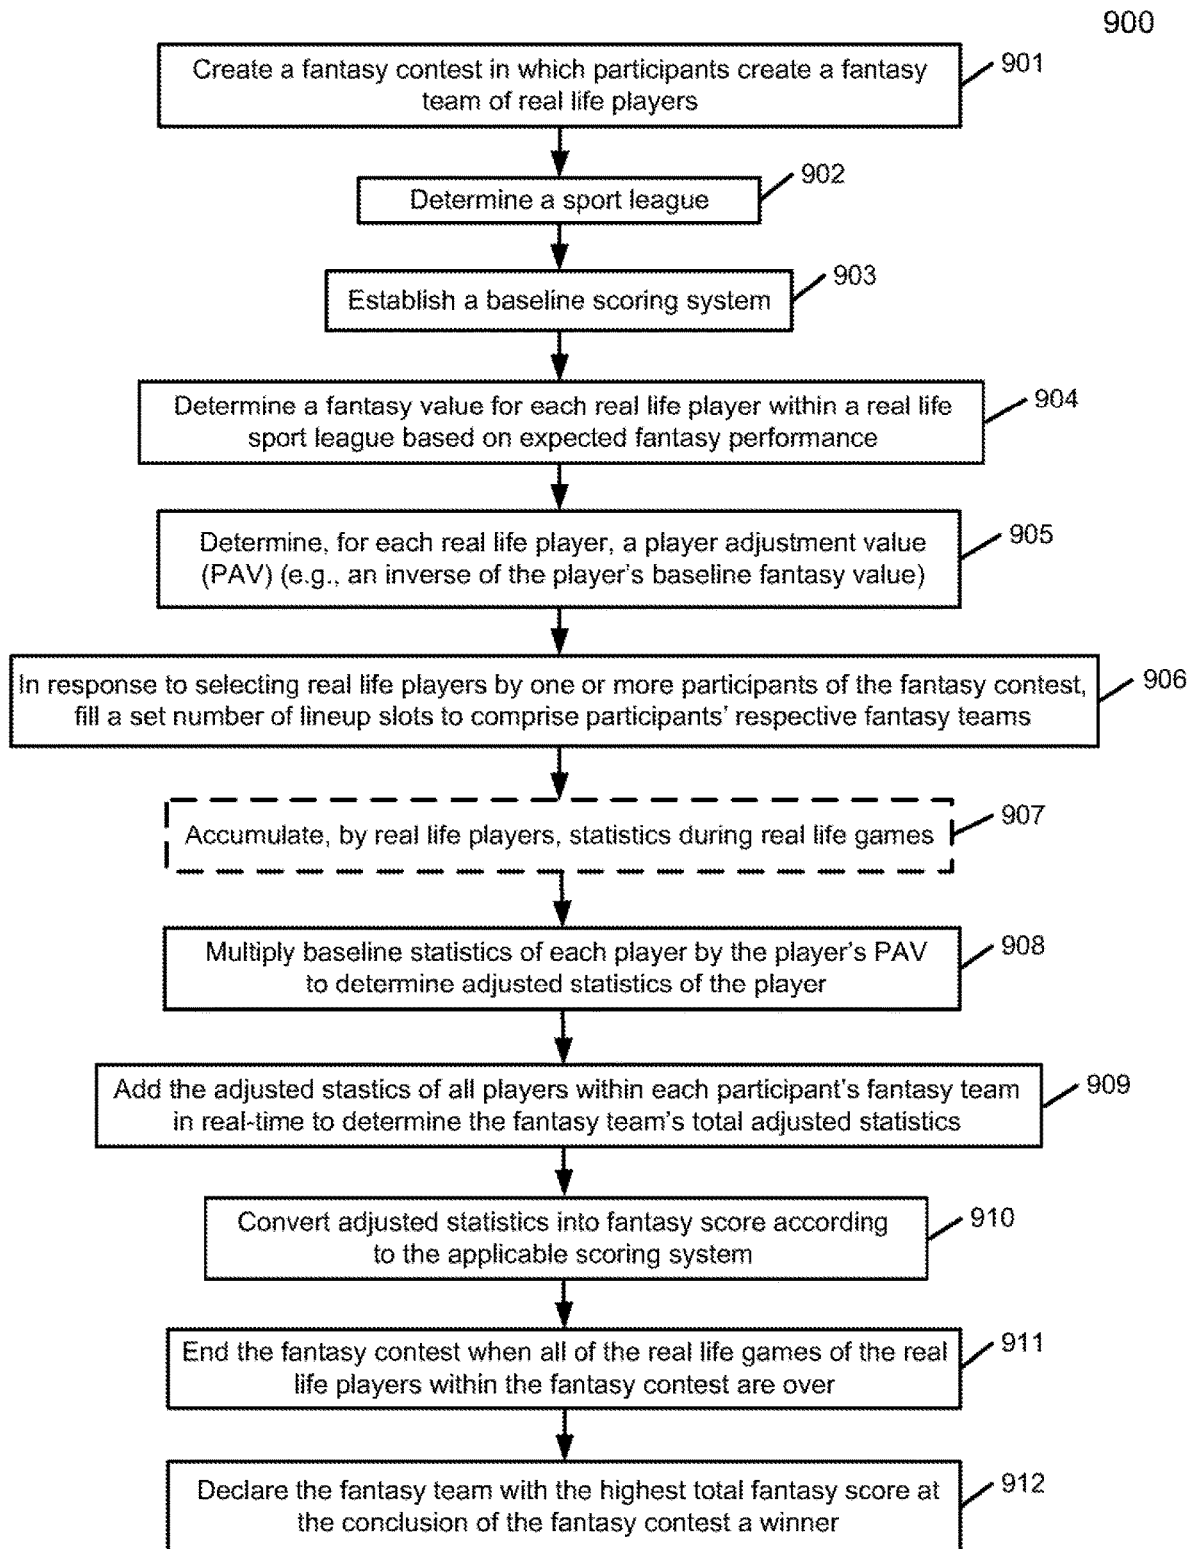 900
Create a fantasy contest in which participants create a fantasy
team of real life players
901
Determine a sport league
902
Establish a baseline scoring system
903
Determine a fantasy value for each real life player within a real life
sport league based on expected fantasy performance
904
Determine, for each real life player, a player adjustment value
(PAV) (e.g., an inverse of the player's baseline fantasy value)
905
In response to selecting real life players by one or more participants of the fantasy contest,
fill a set number of lineup slots to comprise participants' respective fantasy teams
906
Accumulate, by real life players, statistics during real life games
907
Multiply baseline statistics of each player by the player's PAV
to determine adjusted statistics of the player
908
Add the adjusted stastics of all players within each participant's fantasy team
in real-time to determine the fantasy team's total adjusted statistics
909
Convert adjusted statistics into fantasy score according
to the applicable scoring system
910
End the fantasy contest when all of the real life games of the real
life players within the fantasy contest are over
911
Declare the fantasy team with the highest total fantasy score at
the conclusion of the fantasy contest a winner
912